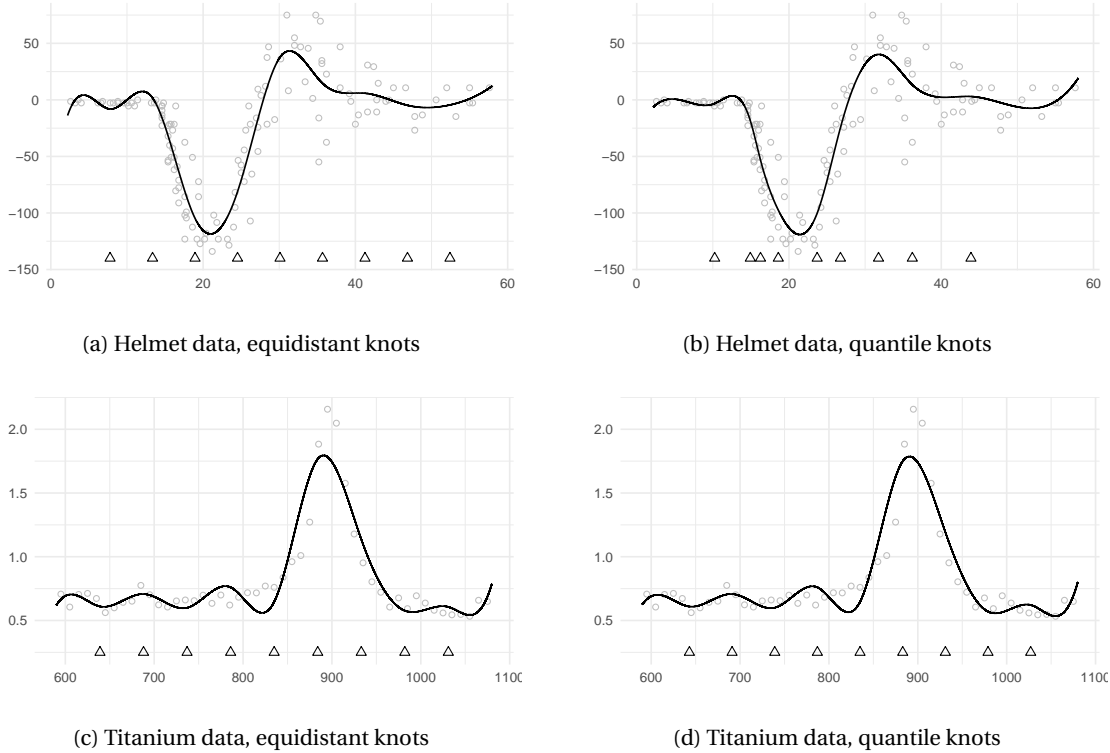 50
0
−50
−100
−150
0 20 40 60
(a) Helmet data, equidistant knots
50
0
−50
−100
−150
0 20 40 60
(b) Helmet data, quantile knots
2.0
1.5
1.0
0.5
600 700 800 900 1000 1100
(c) Titanium data, equidistant knots
2.0
1.5
1.0
0.5
600 700 800 900 1000 1100
(d) Titanium data, quantile knots